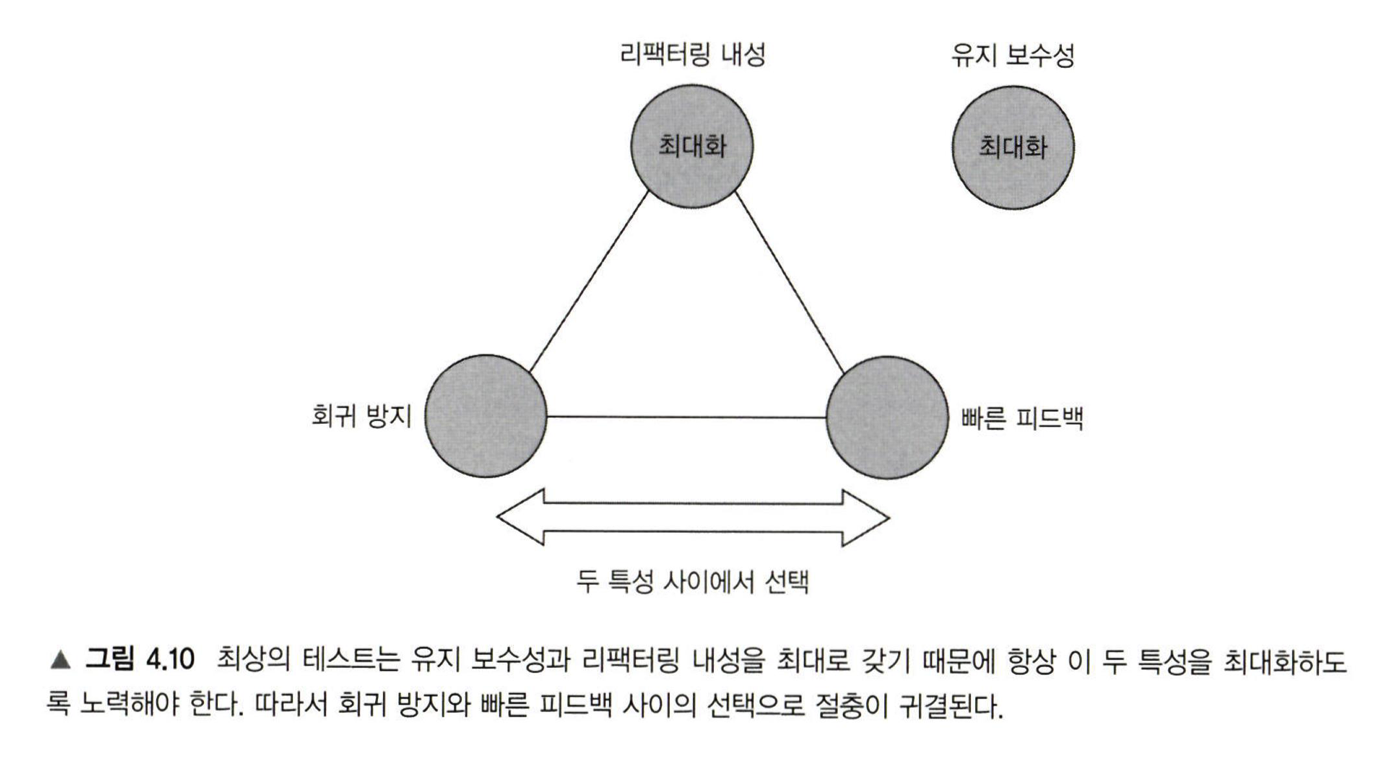 리팩터링 내성
유지 보수성
최대화
최대화
회귀 방지
빠른 피드백
두 특성 사이에서 선택
▲ 그림 4.10 최상의 테스트는 유지 보수성과 리팩터링 내성을 최대로 갖기 때문에 항상 이 두 특성을 최대화하도
록 노력해야 한다. 따라서 회귀 방지와 빠른 피드백 사이의 선택으로 절충이 귀결된다.